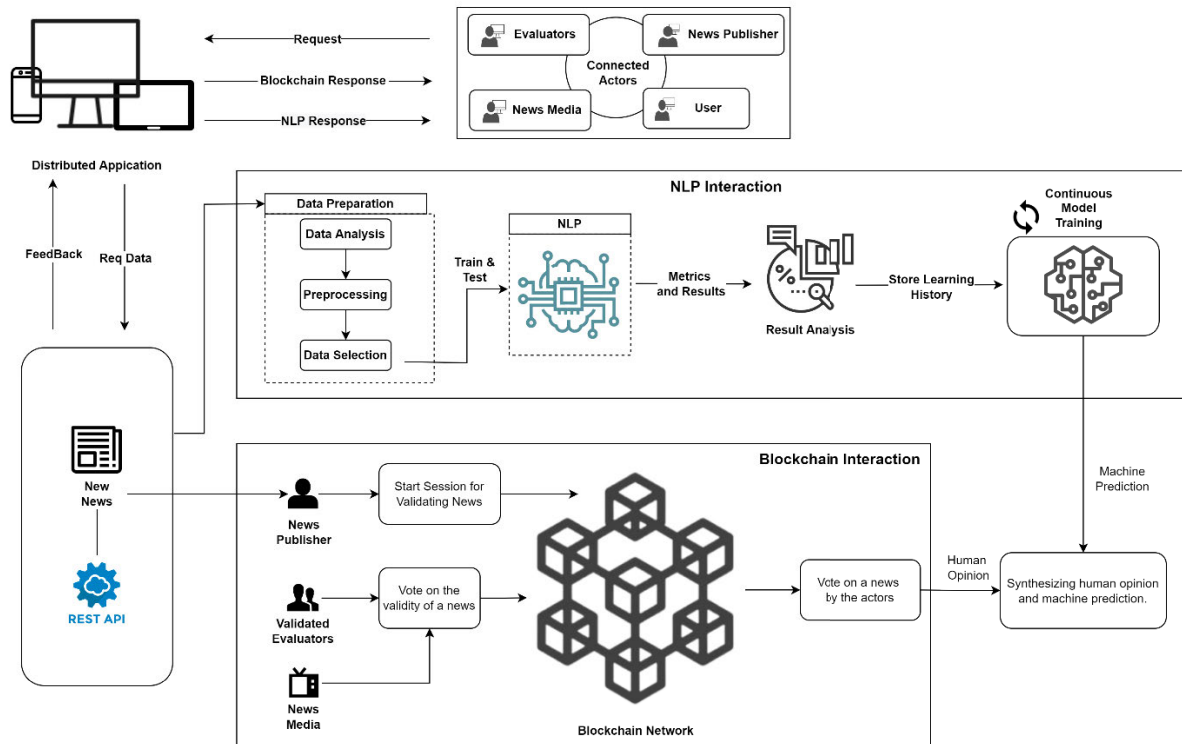 Request
Blockchain Response
NLP Response
Evaluators
News Publisher
Connected
Actors
News Media
User
Distributed Appication
FeedBack
Req Data
NLP Interaction
Data Preparation
Data Analysis
Preprocessing
Data Selection
Train &
Test
NLP
Metrics
and Results
Result Analysis
Store Learning
History
Continuous
Model
Training
New
News
REST API
Blockchain Interaction
News
Publisher
Start Session for
Validating News
Validated
Evaluators
Vote on the
validity of a news
News
Media
Blockchain Network
Vote on a news
by the actors
Human
Opinion
Machine
Prediction
Synthesizing human opinion
and machine prediction.